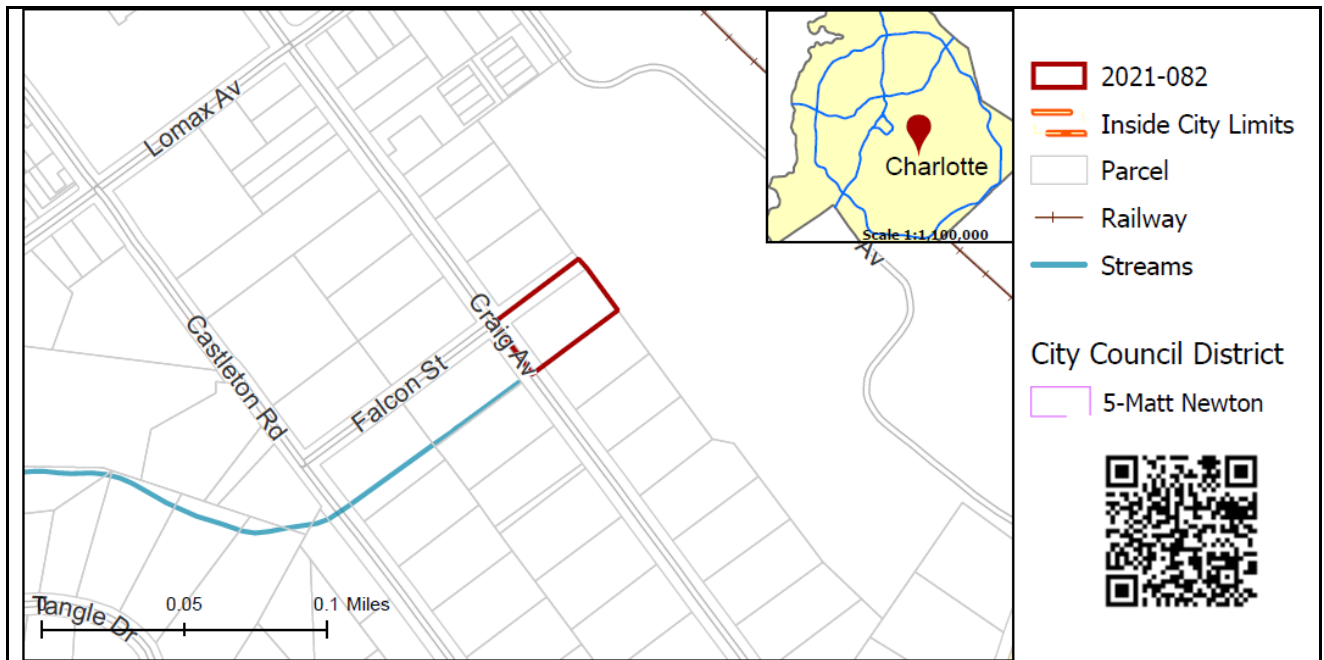 Lomax Av
Charlotte
Scale 1:1,100,000
Av
Craig Av
Castleton Rd
Falcon St
Tangle Dr
0 0.05 0.1 Miles
2021-082
Inside City Limits
Parcel
Railway
Streams
City Council District
5-Matt Newton